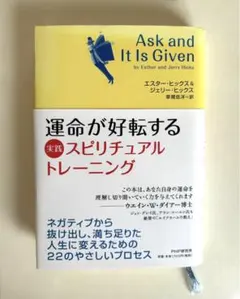 Ask and
It Is Given
by Esther and Jerry Hicks
エスター・ヒックス&
ジェリー・ヒックス
草間岳洋=訳
運命が好転する
実践 スピリチュアル
トレーニング
この本は、あなた自身の運命を
理解し切り開いていく力を与えてくれます
ウエイン・W・ダイアー博士
ネガティブから
抜け出し、満ち足りた
人生に変えるための
22のやさしいプロセス
PHP研究所